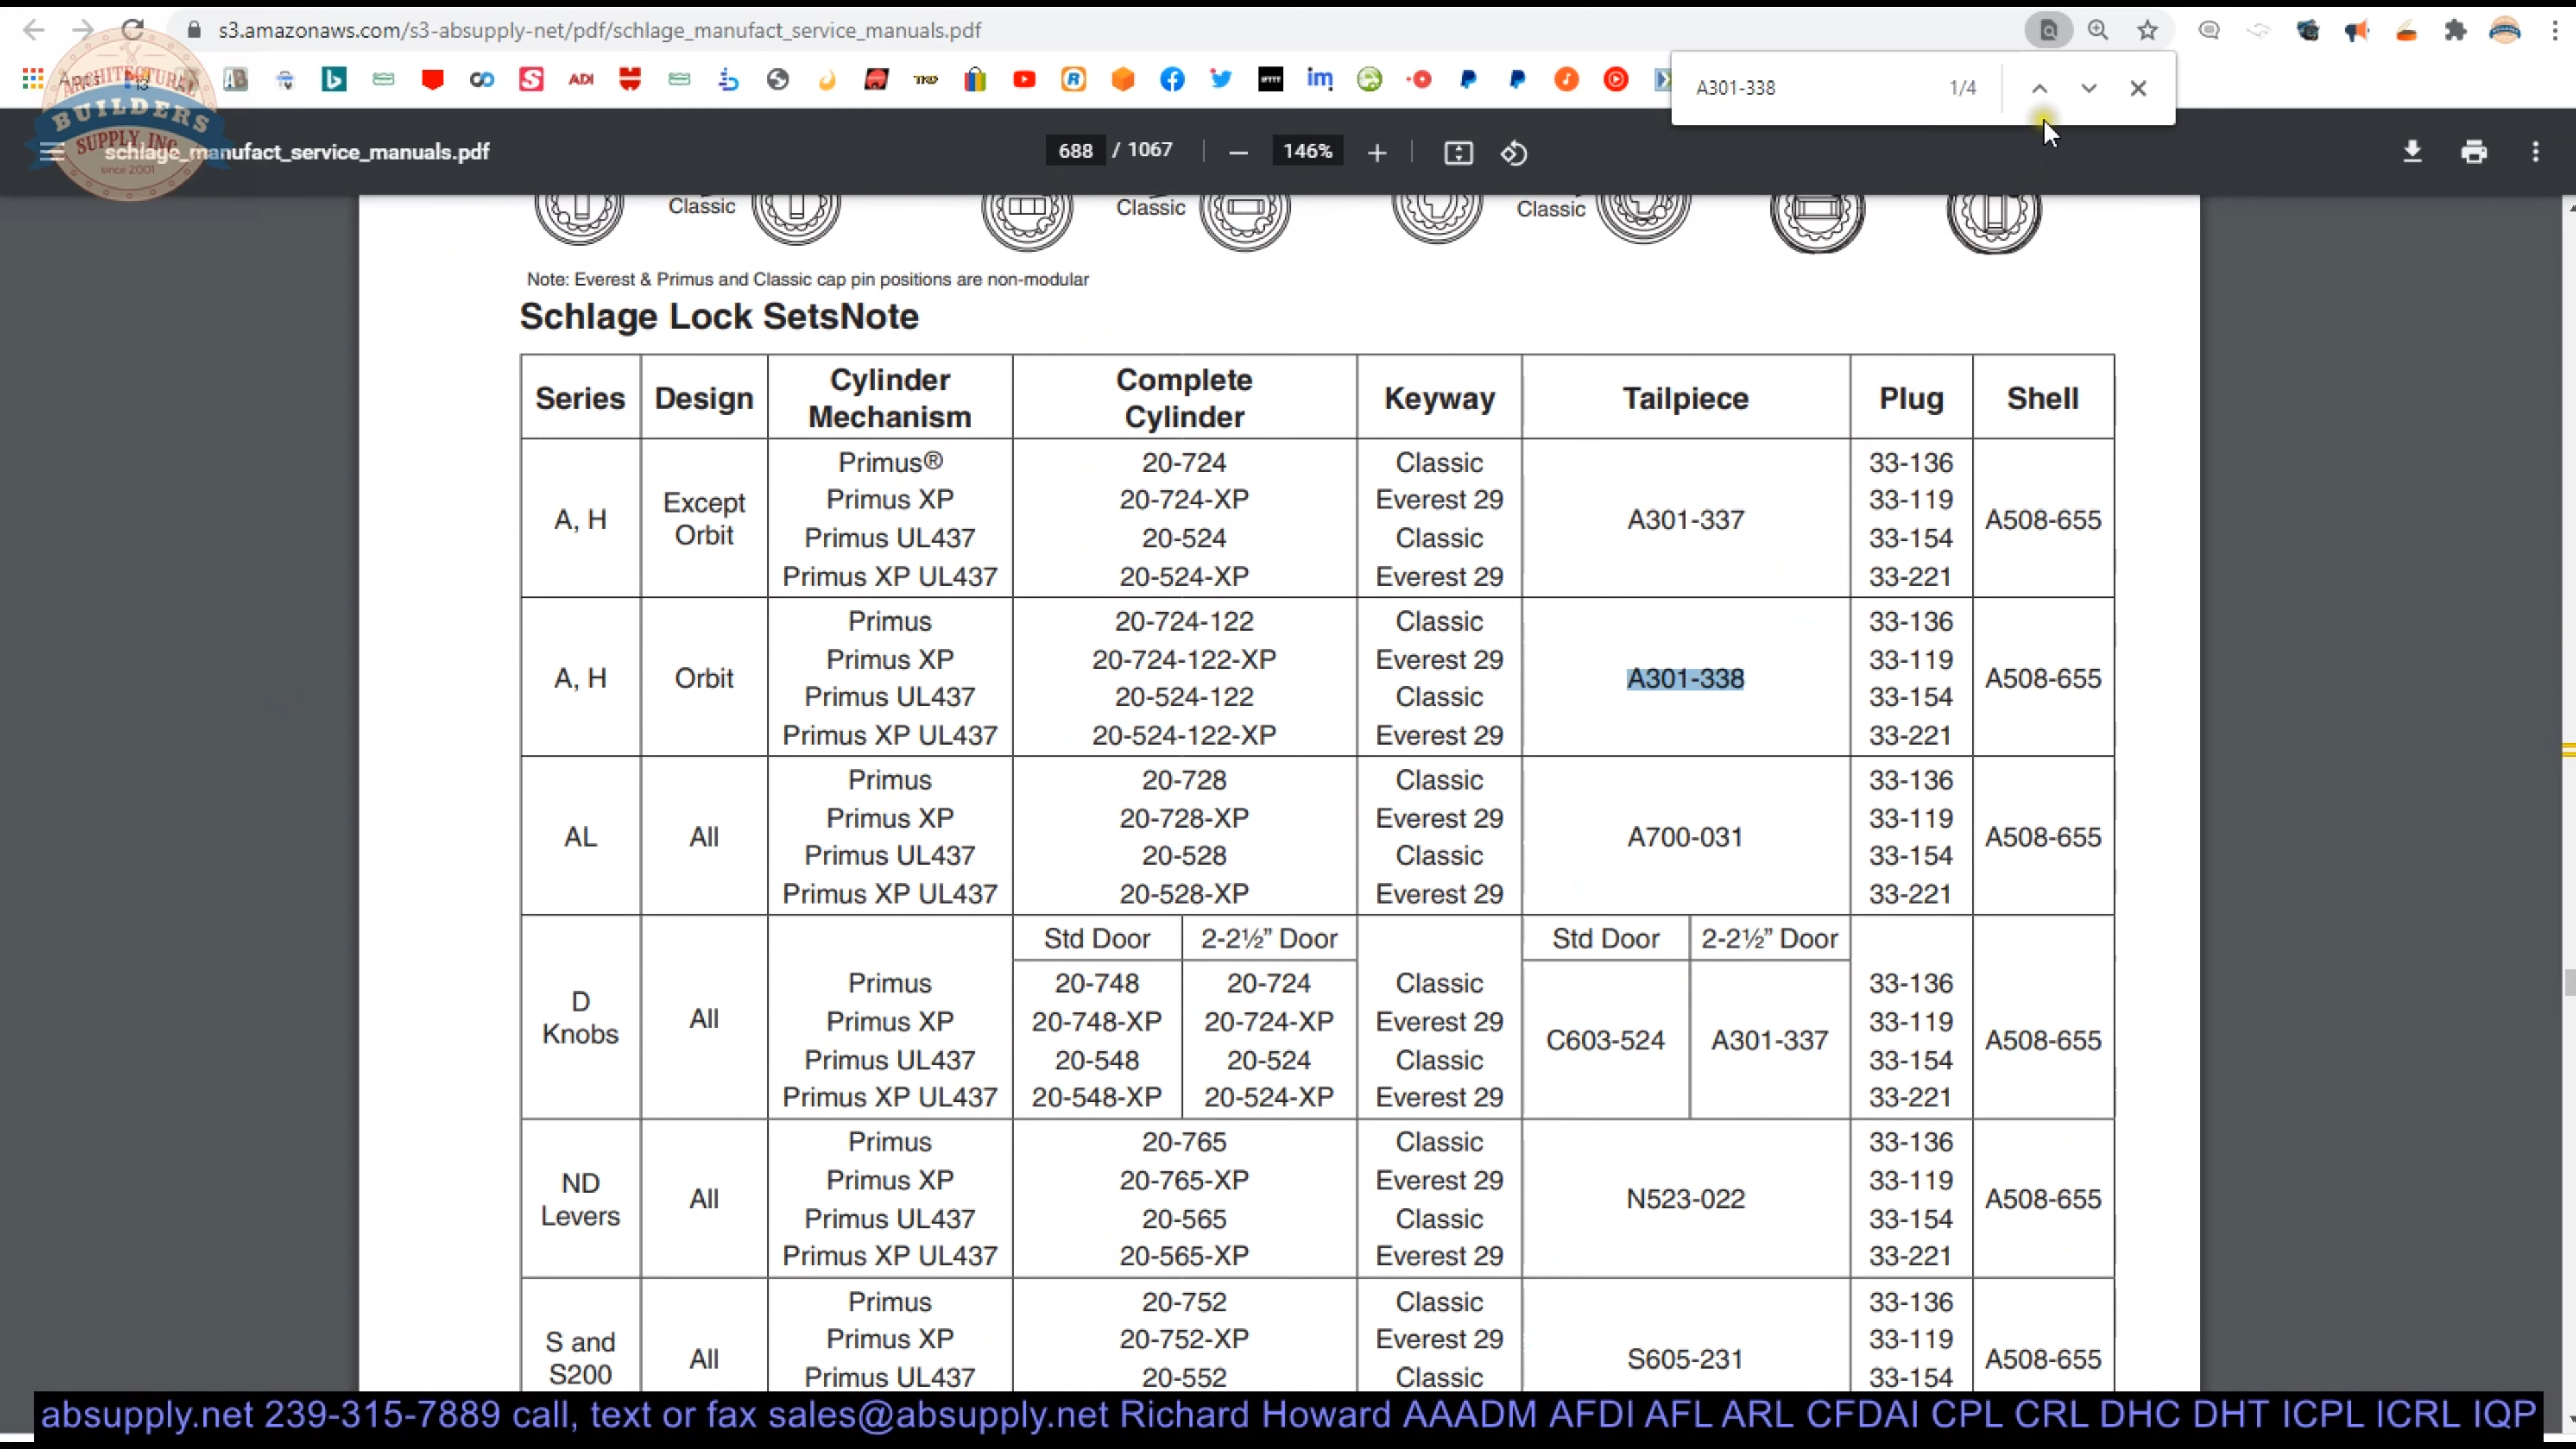 s3.amazonaws.com/s3-absupply-net/pdf/schlage_manufact_service_manuals.pdf
A301-338 1/4
Apps
ARCHITECTURAL
BUILDERS
SUPPLY, INC.
since 2001
schlage_manufact_service_manuals.pdf
688 / 1067 146%
Classic Classic Classic
Note: Everest & Primus and Classic cap pin positions are non-modular
Schlage Lock SetsNote
Series Design Cylinder Mechanism Complete Cylinder Keyway Tailpiece Plug Shell
A, H Except Orbit A301-337 A508-655
Primus® 20-724 Classic 33-136
Primus XP 20-724-XP Everest 29 33-119
Primus UL437 20-524 Classic 33-154
Primus XP UL437 20-524-XP Everest 29 33-221
A, H Orbit A301-338 A508-655
Primus 20-724-122 Classic 33-136
Primus XP 20-724-122-XP Everest 29 33-119
Primus UL437 20-524-122 Classic 33-154
Primus XP UL437 20-524-122-XP Everest 29 33-221
AL All A700-031 A508-655
Primus 20-728 Classic 33-136
Primus XP 20-728-XP Everest 29 33-119
Primus UL437 20-528 Classic 33-154
Primus XP UL437 20-528-XP Everest 29 33-221
Std Door 2-2½” Door Std Door 2-2½” Door
D Knobs All C603-524 A301-337 A508-655
Primus 20-748 20-724 Classic 33-136
Primus XP 20-748-XP 20-724-XP Everest 29 33-119
Primus UL437 20-548 20-524 Classic 33-154
Primus XP UL437 20-548-XP 20-524-XP Everest 29 33-221
ND Levers All N523-022 A508-655
Primus 20-765 Classic 33-136
Primus XP 20-765-XP Everest 29 33-119
Primus UL437 20-565 Classic 33-154
Primus XP UL437 20-565-XP Everest 29 33-221
S and S200 All S605-231 A508-655
Primus 20-752 Classic 33-136
Primus XP 20-752-XP Everest 29 33-119
Primus UL437 20-552 Classic 33-154
absupply.net 239-315-7889 call, text or fax sales@absupply.net Richard Howard AAADM AFDI AFL ARL CFDAI CPL CRL DHC DHT ICPL ICRL IQP